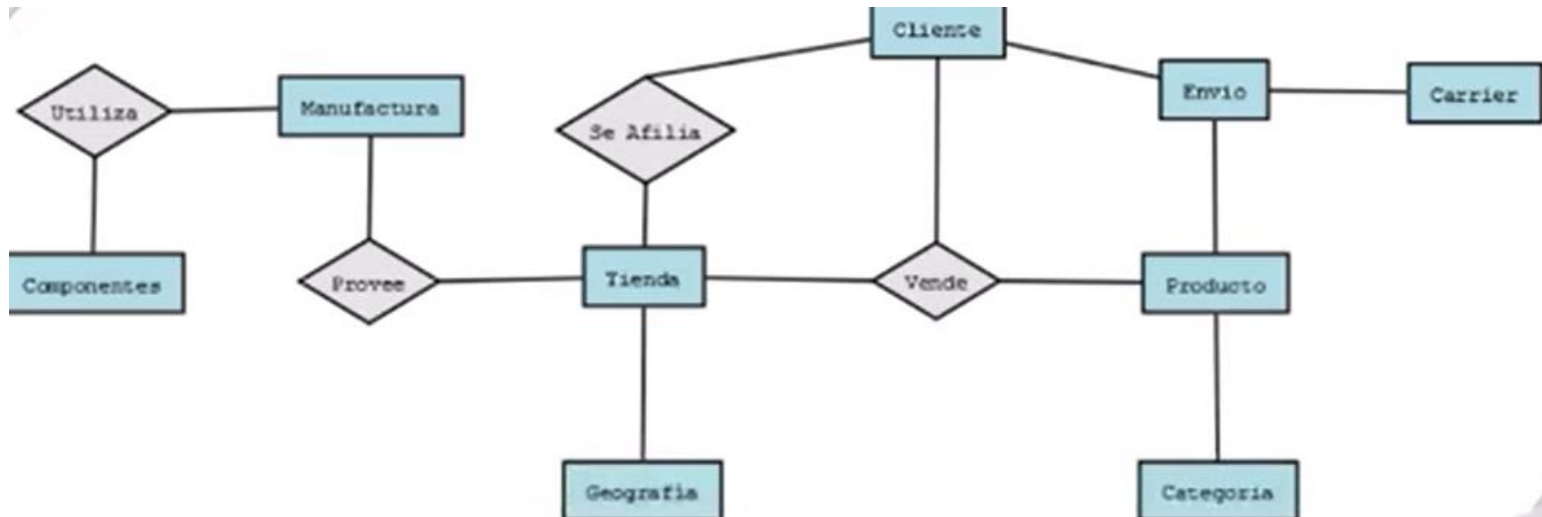 Cliente
Utiliza
Manufactura
Se Afilia
Envio
Carrier
Componentes
Provee
Tienda
Vende
Producto
Geografia
Categoria